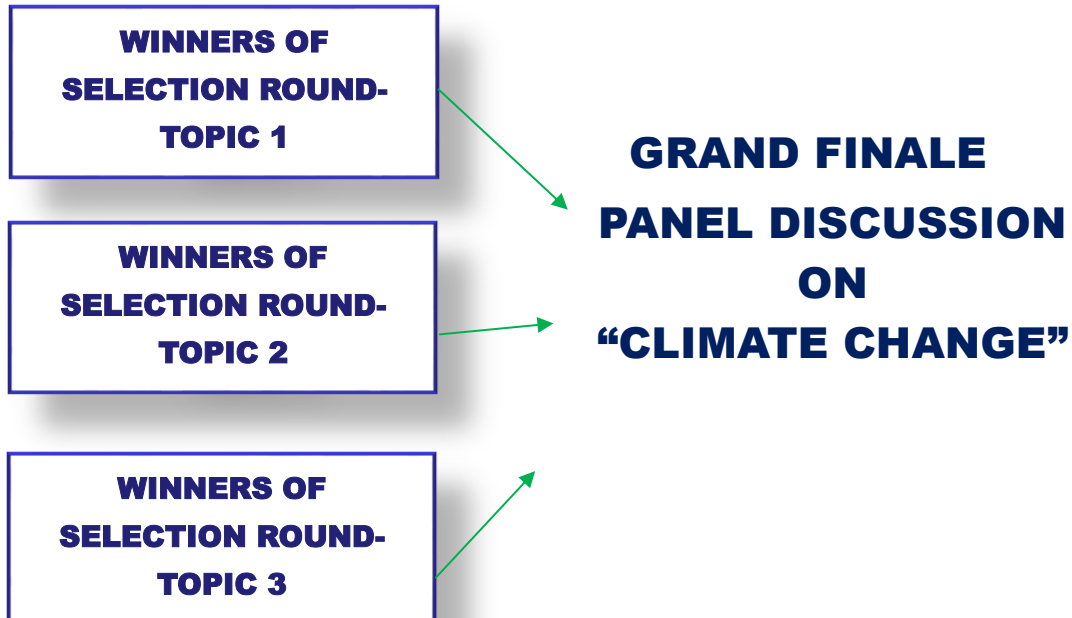 WINNERS OF
SELECTION ROUND-
TOPIC 1
WINNERS OF
SELECTION ROUND-
TOPIC 2
WINNERS OF
SELECTION ROUND-
TOPIC 3
GRAND FINALE
PANEL DISCUSSION
ON
“CLIMATE CHANGE”